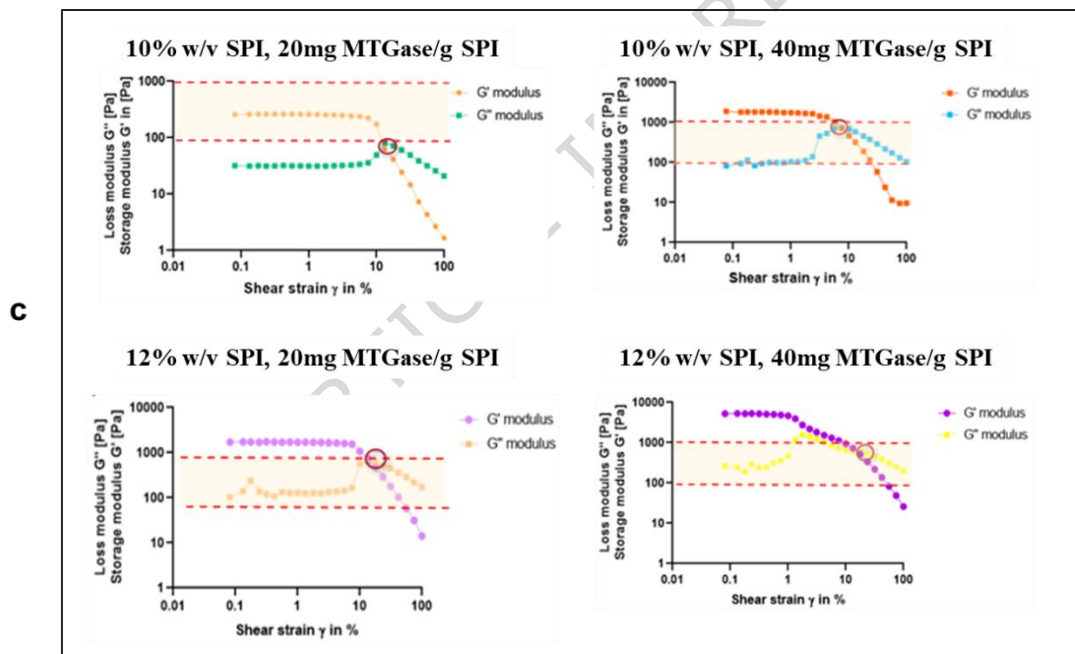 c
10% w/v SPI, 20mg MTGase/g SPI
Loss modulus G'' [Pa]
Storage modulus G' in [Pa]
1000
100
10
1
0.01 0.1 1 10 100
Shear strain γ in %
G' modulus
G'' modulus
10% w/v SPI, 40mg MTGase/g SPI
Loss modulus G'' [Pa]
Storage modulus G' in [Pa]
10000
1000
100
10
1
0.01 0.1 1 10 100
Shear strain γ in %
G' modulus
G'' modulus
12% w/v SPI, 20mg MTGase/g SPI
Loss modulus G'' [Pa]
Storage modulus G' [Pa]
10000
1000
100
10
1
0.01 0.1 1 10 100
Shear strain γ in %
G' modulus
G'' modulus
12% w/v SPI, 40mg MTGase/g SPI
Loss modulus G'' [Pa]
Storage modulus G' [Pa]
10000
1000
100
10
1
0.01 0.1 1 10 100
Shear strain γ in %
G' modulus
G'' modulus